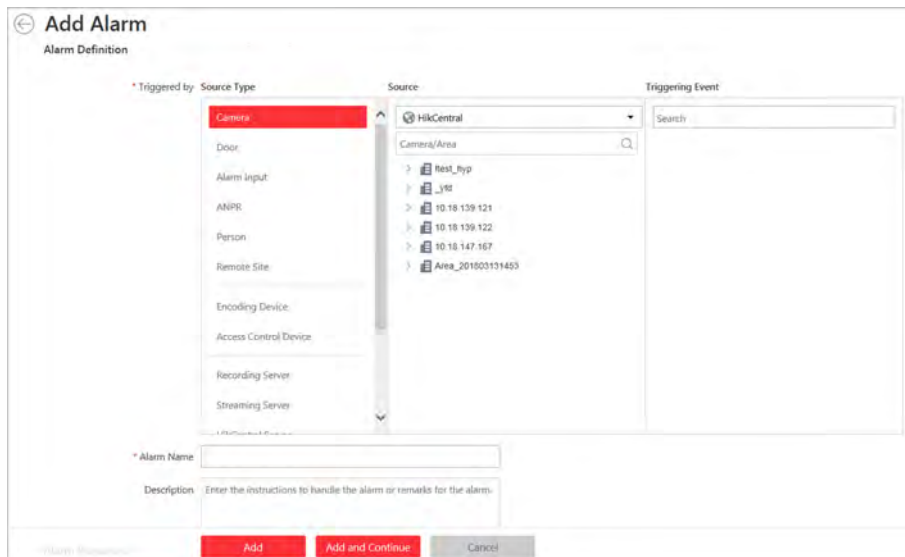 Add Alarm
Alarm Definition
* Triggered by Source Type Source Triggering Event
Camera
Door
Alarm Input
ANPR
Person
Remote Site
Encoding Device
Access Control Device
Recording Server
Streaming Server
HikCentral
Camera/Area
_yfd
10.18.139.121
10.18.139.122
10.18.147.167
Area_201803131453
Search
* Alarm Name
Description Enter the instructions to handle the alarm or remarks for the alarm.
Add Add and Continue Cancel